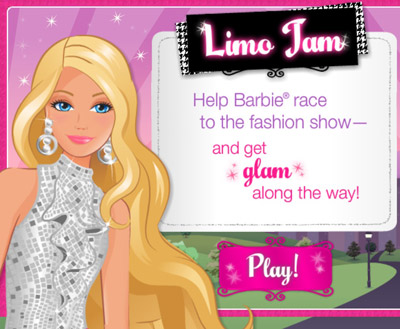 Limo Jam
Help Barbie® race
to the fashion show—
and get
glam
along the way!
Play!